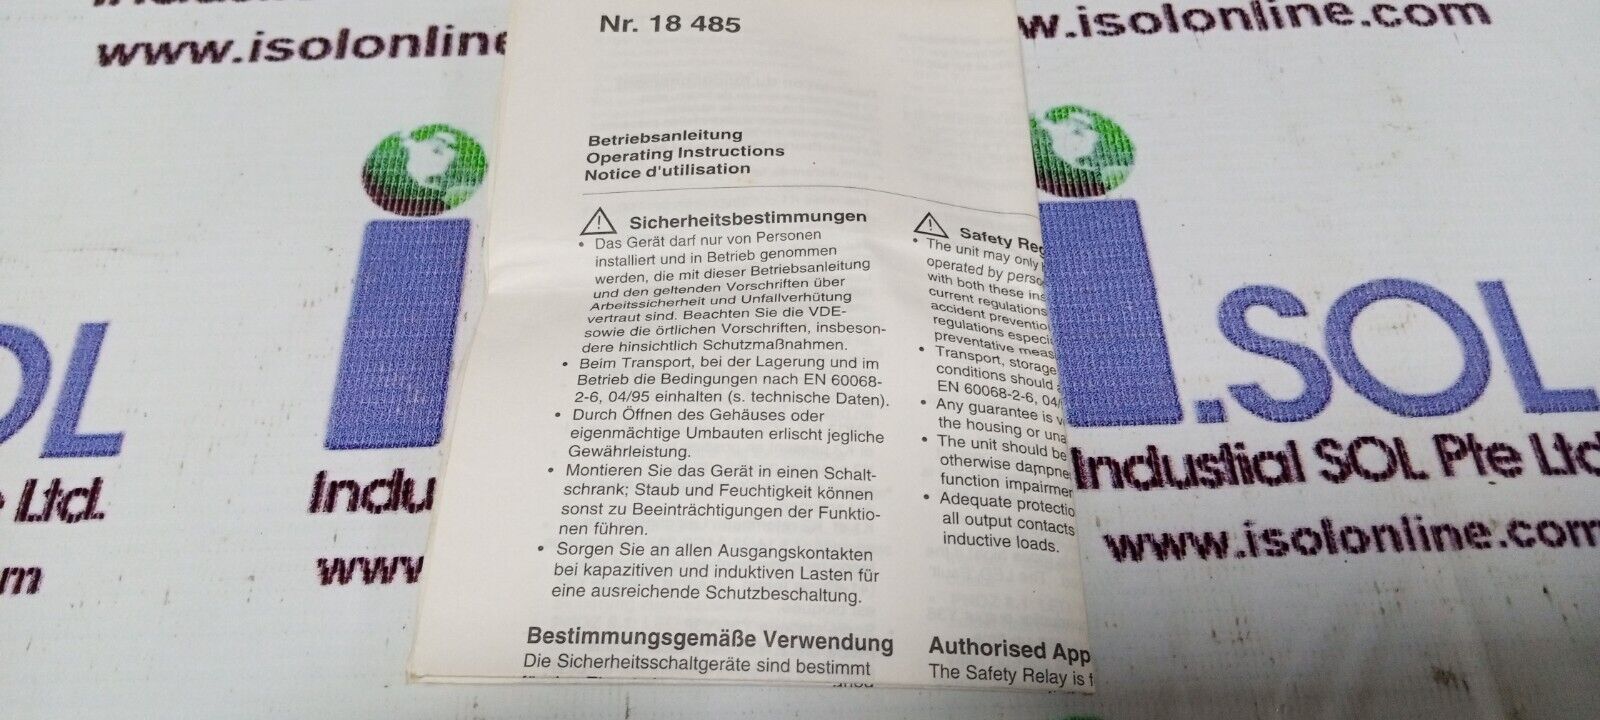 www.isolonline
w.isolonline.com
Nr. 18 485
Betriebsanleitung
Operating Instructions
Notice d'utilisation
Sicherheitsbestimmungen
• Das Gerät darf nur von Personen
installiert und in Betrieb genommen
werden, die mit dieser Betriebsanleitung
und den geltenden Vorschriften über
Arbeitssicherheit und Unfallverhütung
vertraut sind. Beachten Sie die VDE-
sowie die örtlichen Vorschriften, insbeson-
dere hinsichtlich Schutzmaßnahmen.
• Beim Transport, bei der Lagerung und im
Betrieb die Bedingungen nach EN 60068-
2-6, 04/95 einhalten (s. technische Daten).
• Durch Öffnen des Gehäuses oder
eigenmächtige Umbauten erlischt jegliche
Gewährleistung.
• Montieren Sie das Gerät in einen Schalt-
schrank; Staub und Feuchtigkeit können
sonst zu Beeinträchtigungen der Funktio-
nen führen.
• Sorgen Sie an allen Ausgangskontakten
bei kapazitiven und induktiven Lasten für
eine ausreichende Schutzbeschaltung.
Bestimmungsgemäße Verwendung
Die Sicherheitsschaltgeräte sind bestimmt
Safety Reg
• The unit may only
operated by perso
with both these ins
current regulations
accident preventio
regulations especi
preventative meas
• Transport, storage
conditions should
EN 60068-2-6, 04/
• Any guarantee is v
the housing or una
• The unit should be
otherwise dampne
function impairmer
• Adequate protectio
all output contacts
inductive loads.
Authorised App
The Safety Relay is f
OL
Ltd.
om
i
Indu
www
i.SOL
Industial SOL Pte Ltd
www.isolonline.com